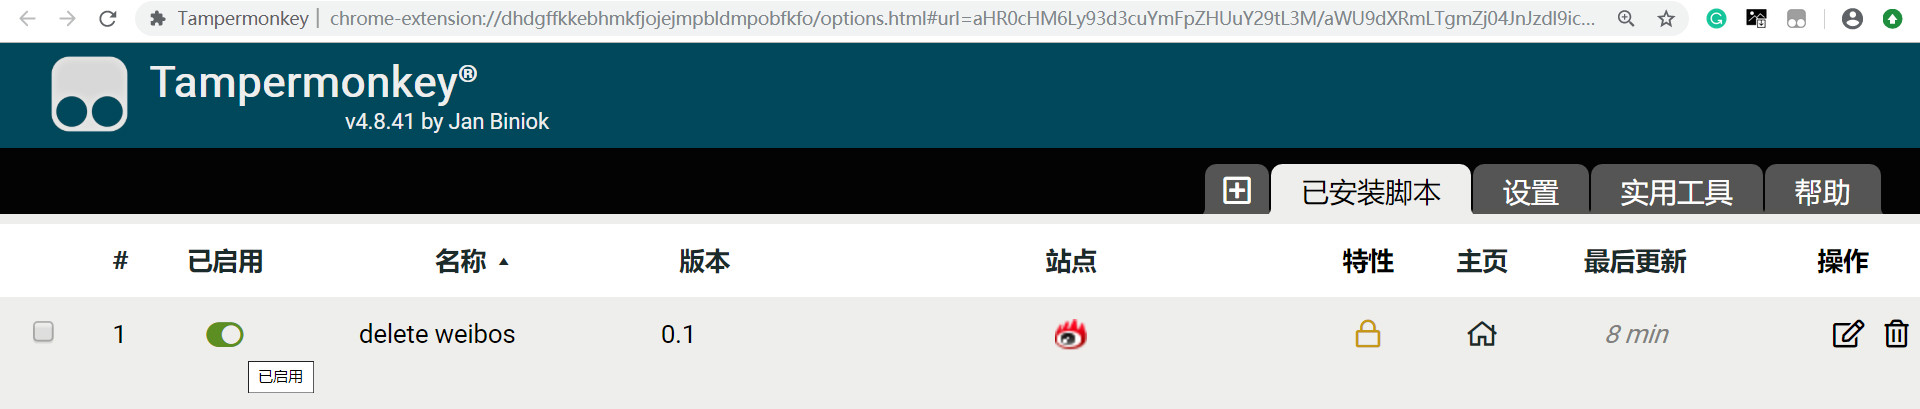 Tampermonkey | chrome-extension://dhdgffkkebhmkfjojejmpbldmpobfkfo/options.html#url=aHR0cHM6Ly93d3cuYmFpZHUuY29tL3M/aWU9dXRmLTgmZj04JnJzdl9ic...
Tampermonkey®
v4.8.41 by Jan Biniok
已安装脚本 设置 实用工具 帮助
# 已启用 名称 ▲ 版本 站点 特性 主页 最后更新 操作
1 delete weibos 0.1 8 min
已启用